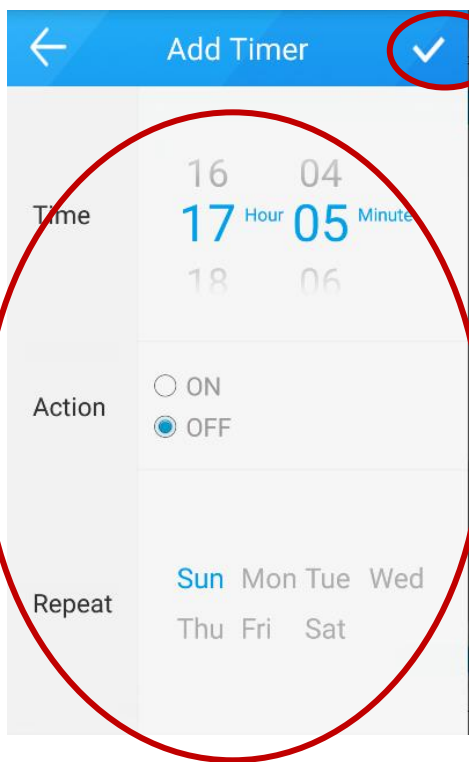 Add Timer
16 04
Time
17 Hour 05 Minute
18 06
Action
ON
OFF
Repeat
Sun Mon Tue Wed
Thu Fri Sat